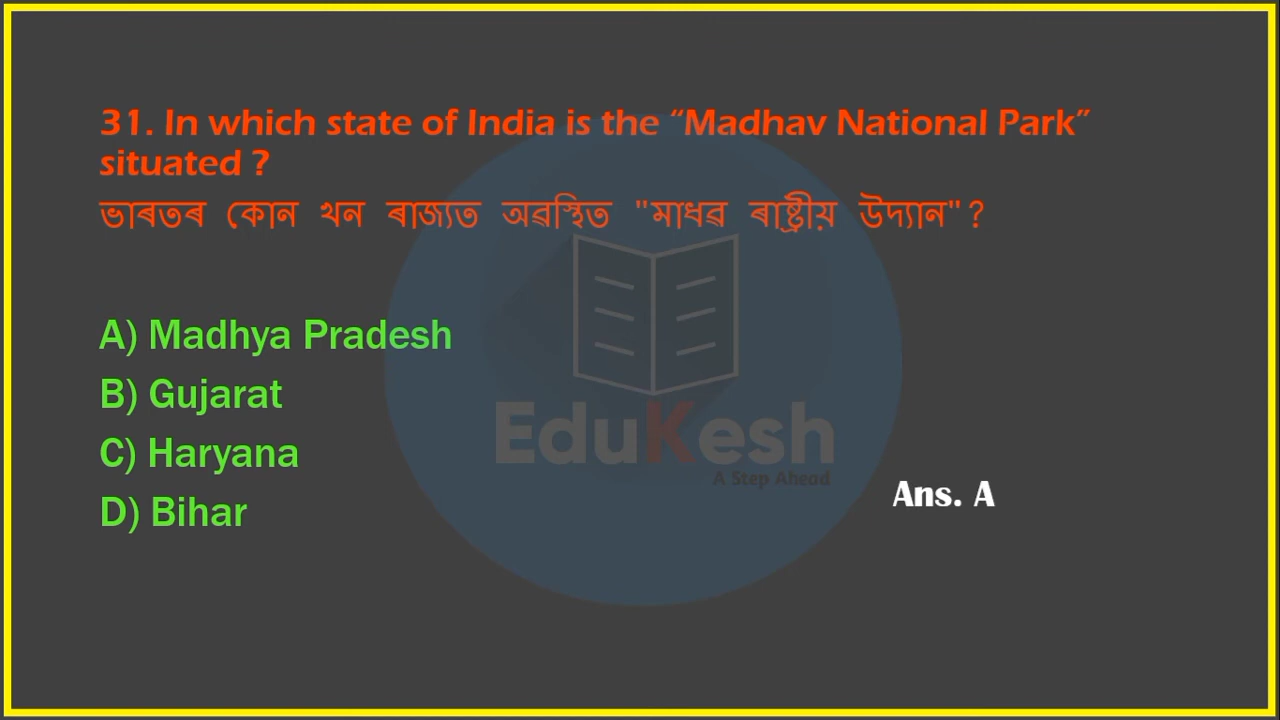 31. In which state of India is the “Madhav National Park”
situated ?
ভাৰতৰ কোন খন ৰাজ্যত অৱস্থিত "মাধৱ ৰাষ্ট্ৰীয় উদ্যান"?
A) Madhya Pradesh
B) Gujarat
C) Haryana
D) Bihar
EduKesh
A Step Ahead
Ans. A